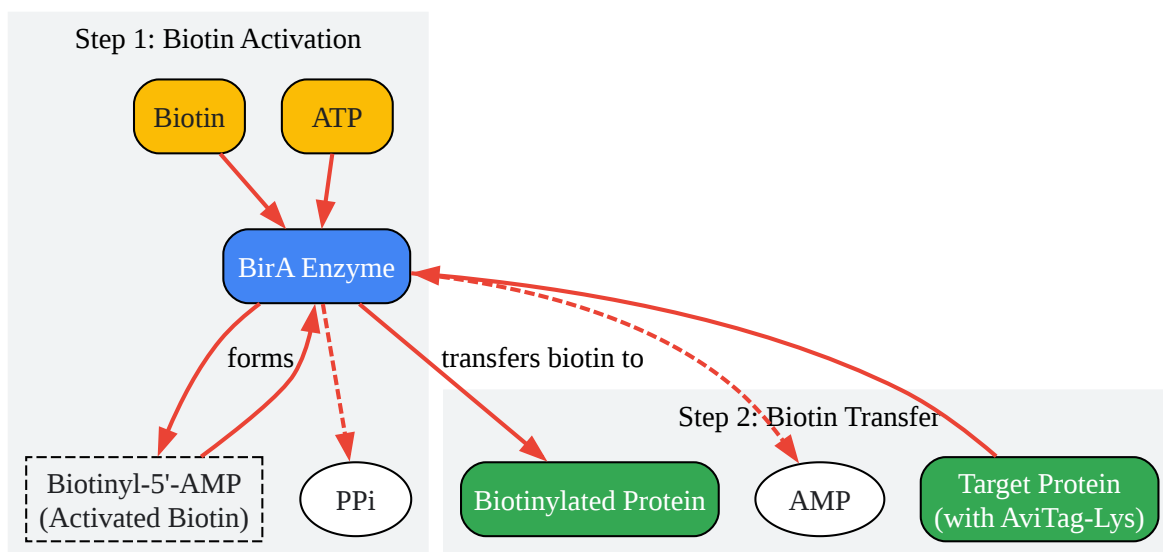 Step 1: Biotin Activation
Biotin
ATP
BirA Enzyme
forms
transfers biotin to
Step 2: Biotin Transfer
Biotinyl-5'-AMP
(Activated Biotin)
PPi
Biotinylated Protein
AMP
Target Protein
(with AviTag-Lys)